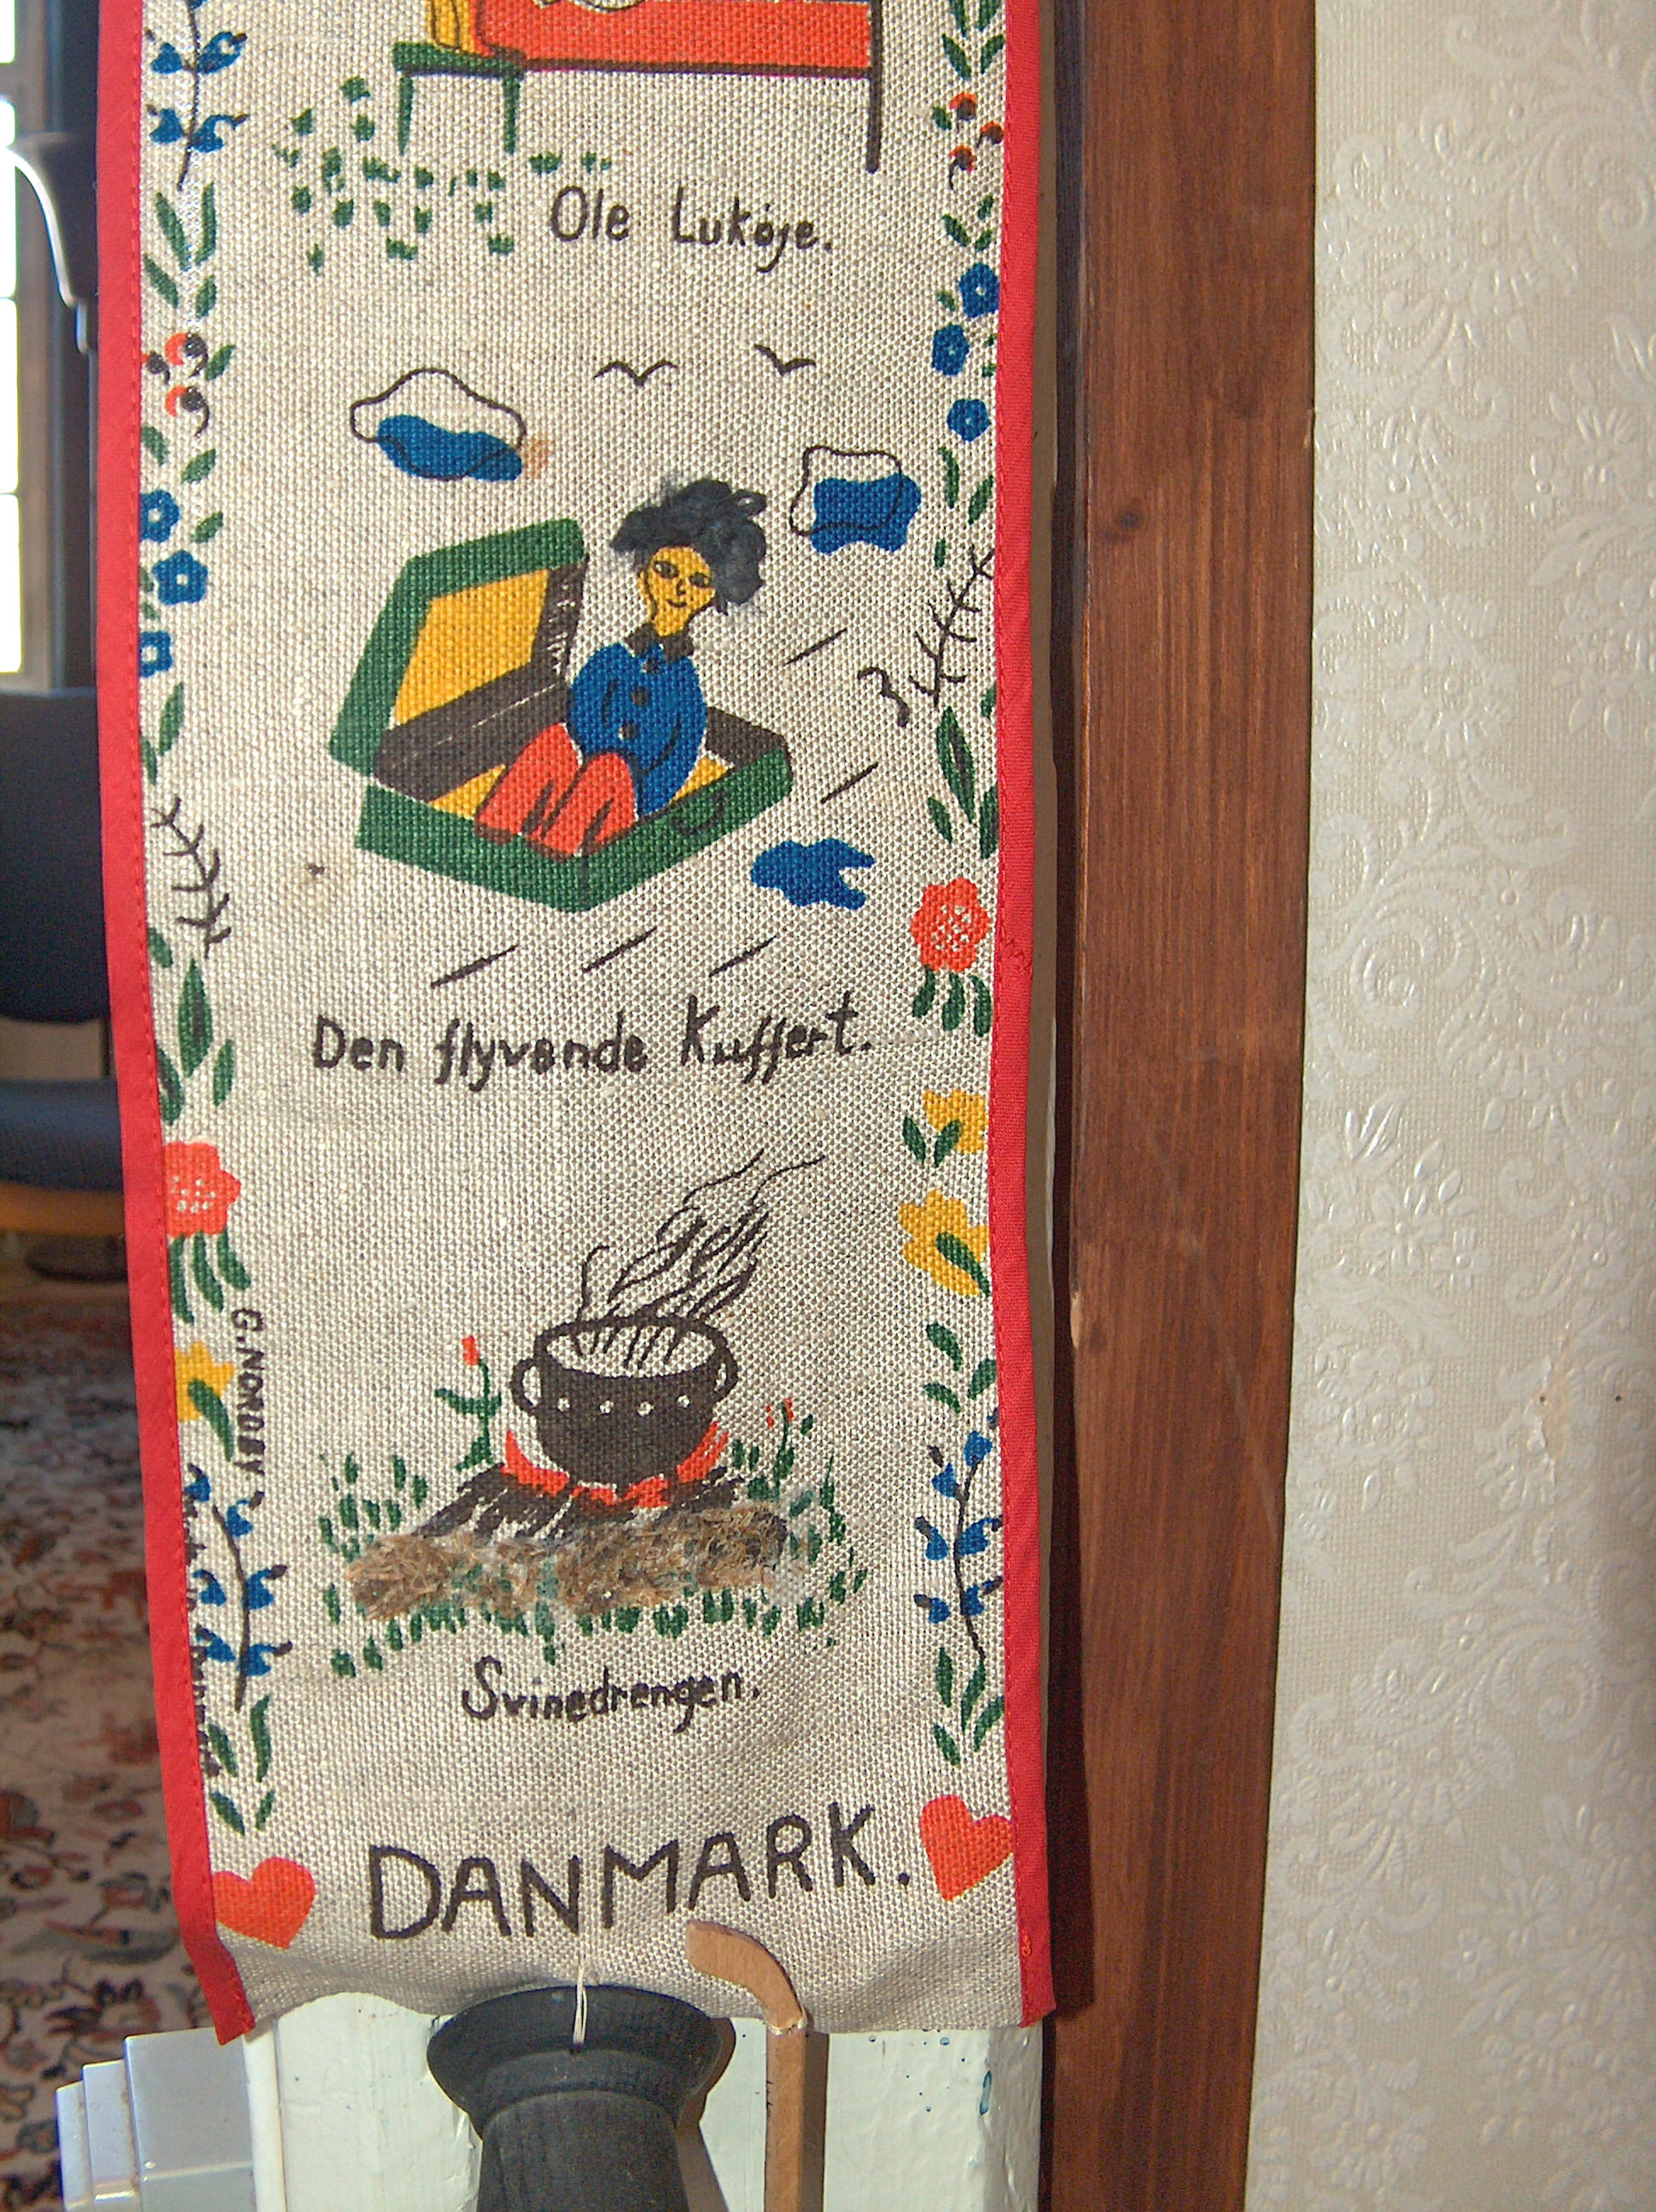 Ole Lukøje.
Den flyvende Kuffert.
G. NORDBY
Svinedrengen.
DANMARK.